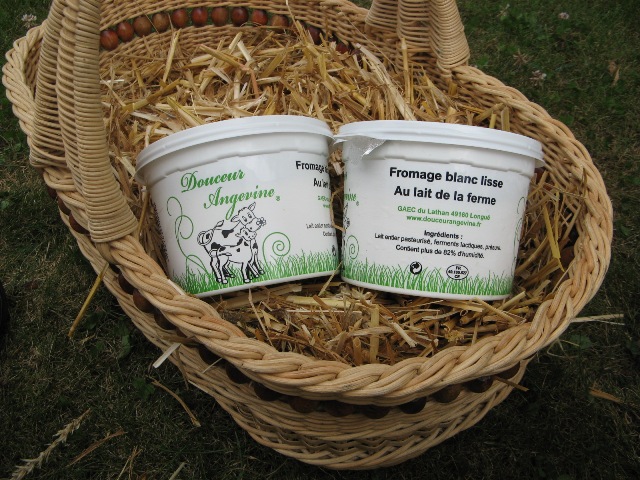 Douceur
Angevine ®
Fromage
Au lait
Fromage blanc lisse
Au lait de la ferme
GAEC du Lathan 49160 Longué
www.douceurangevine.fr
Ingrédients :
Lait entier pasteurisé, ferments lactiques, présure.
Contient plus de 82% d'humidité.